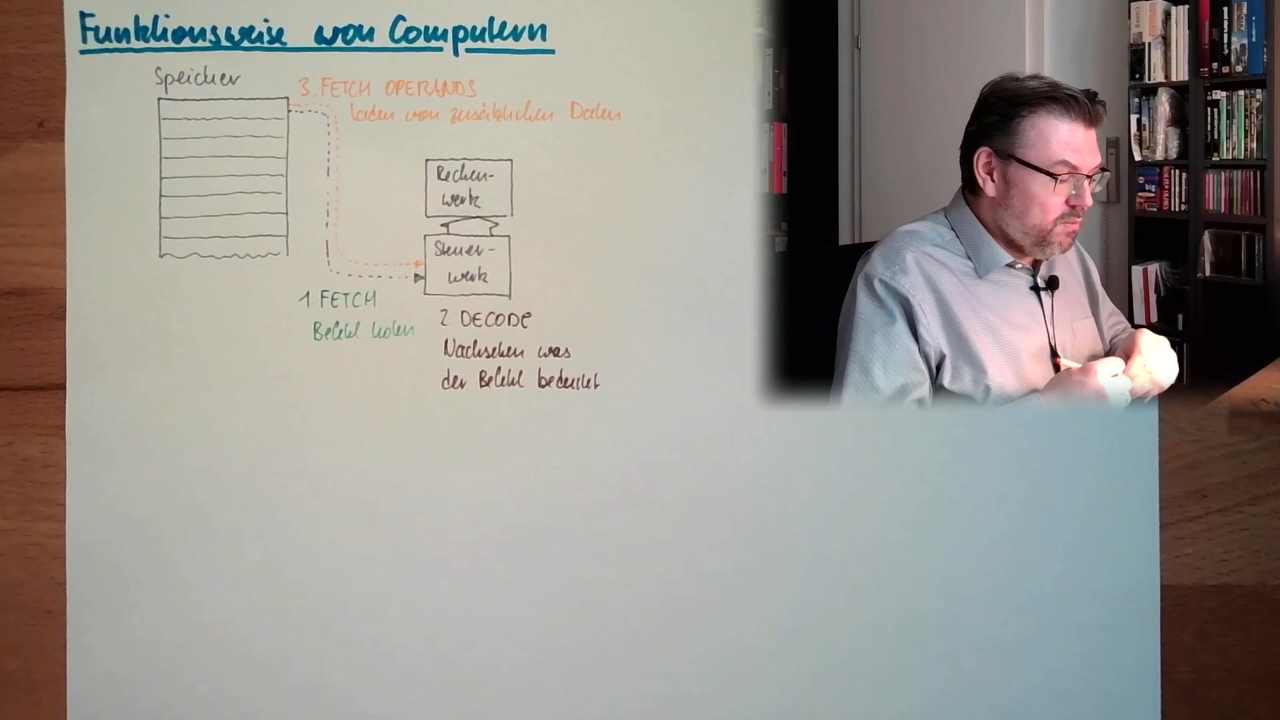 Funktionsweise von Computern
Speicher
3. FETCH OPERANDS
laden von zusätzlichen Daten
Rechen-
werk
Steuer-
werk
1 FETCH
Befehl holen
2 DECODE
Nachsehen was
der Befehl bedeutet
big